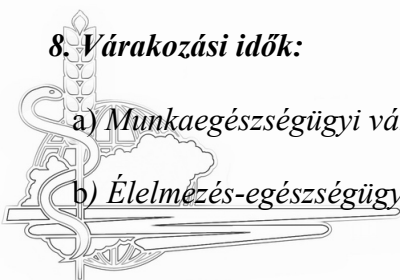 8. Várakozási idők:
a) Munkaegészségügyi vá
b) Élelmezés-egészségügy